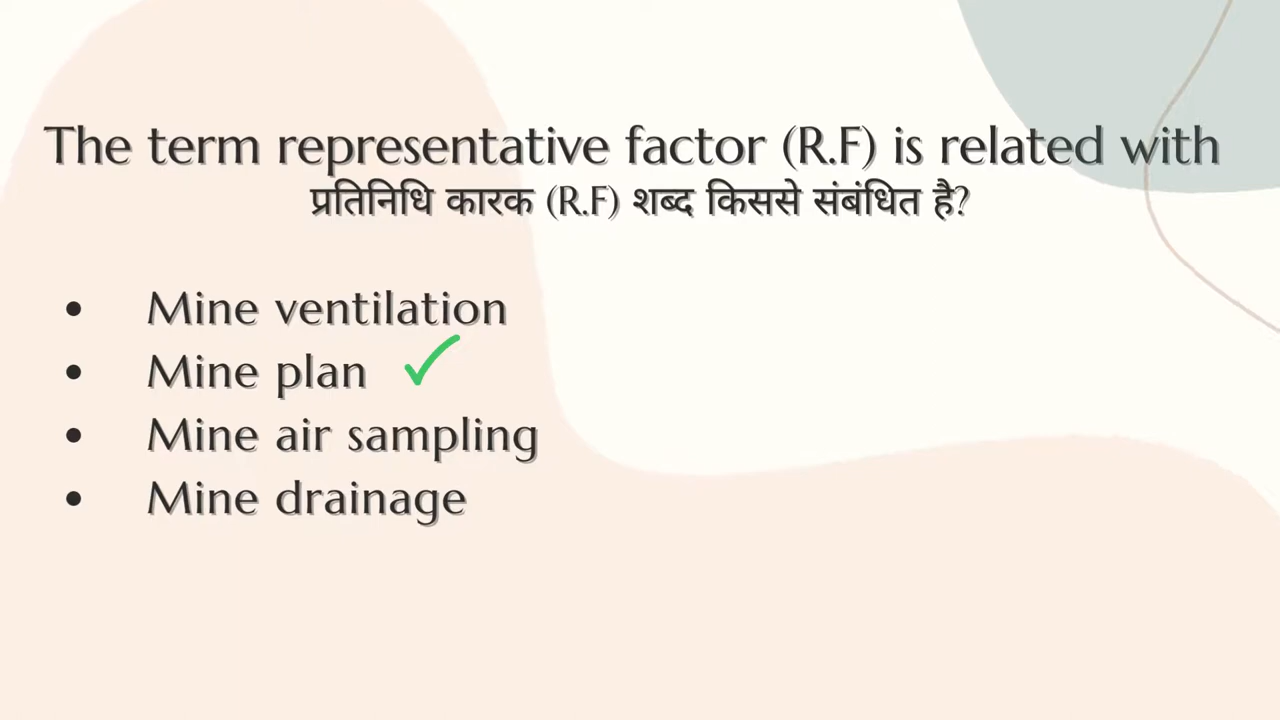 The term representative factor (R.F) is related with
प्रतिनिधि कारक (R.F) शब्द किससे संबंधित है?
• Mine ventilation
• Mine plan
• Mine air sampling
• Mine drainage